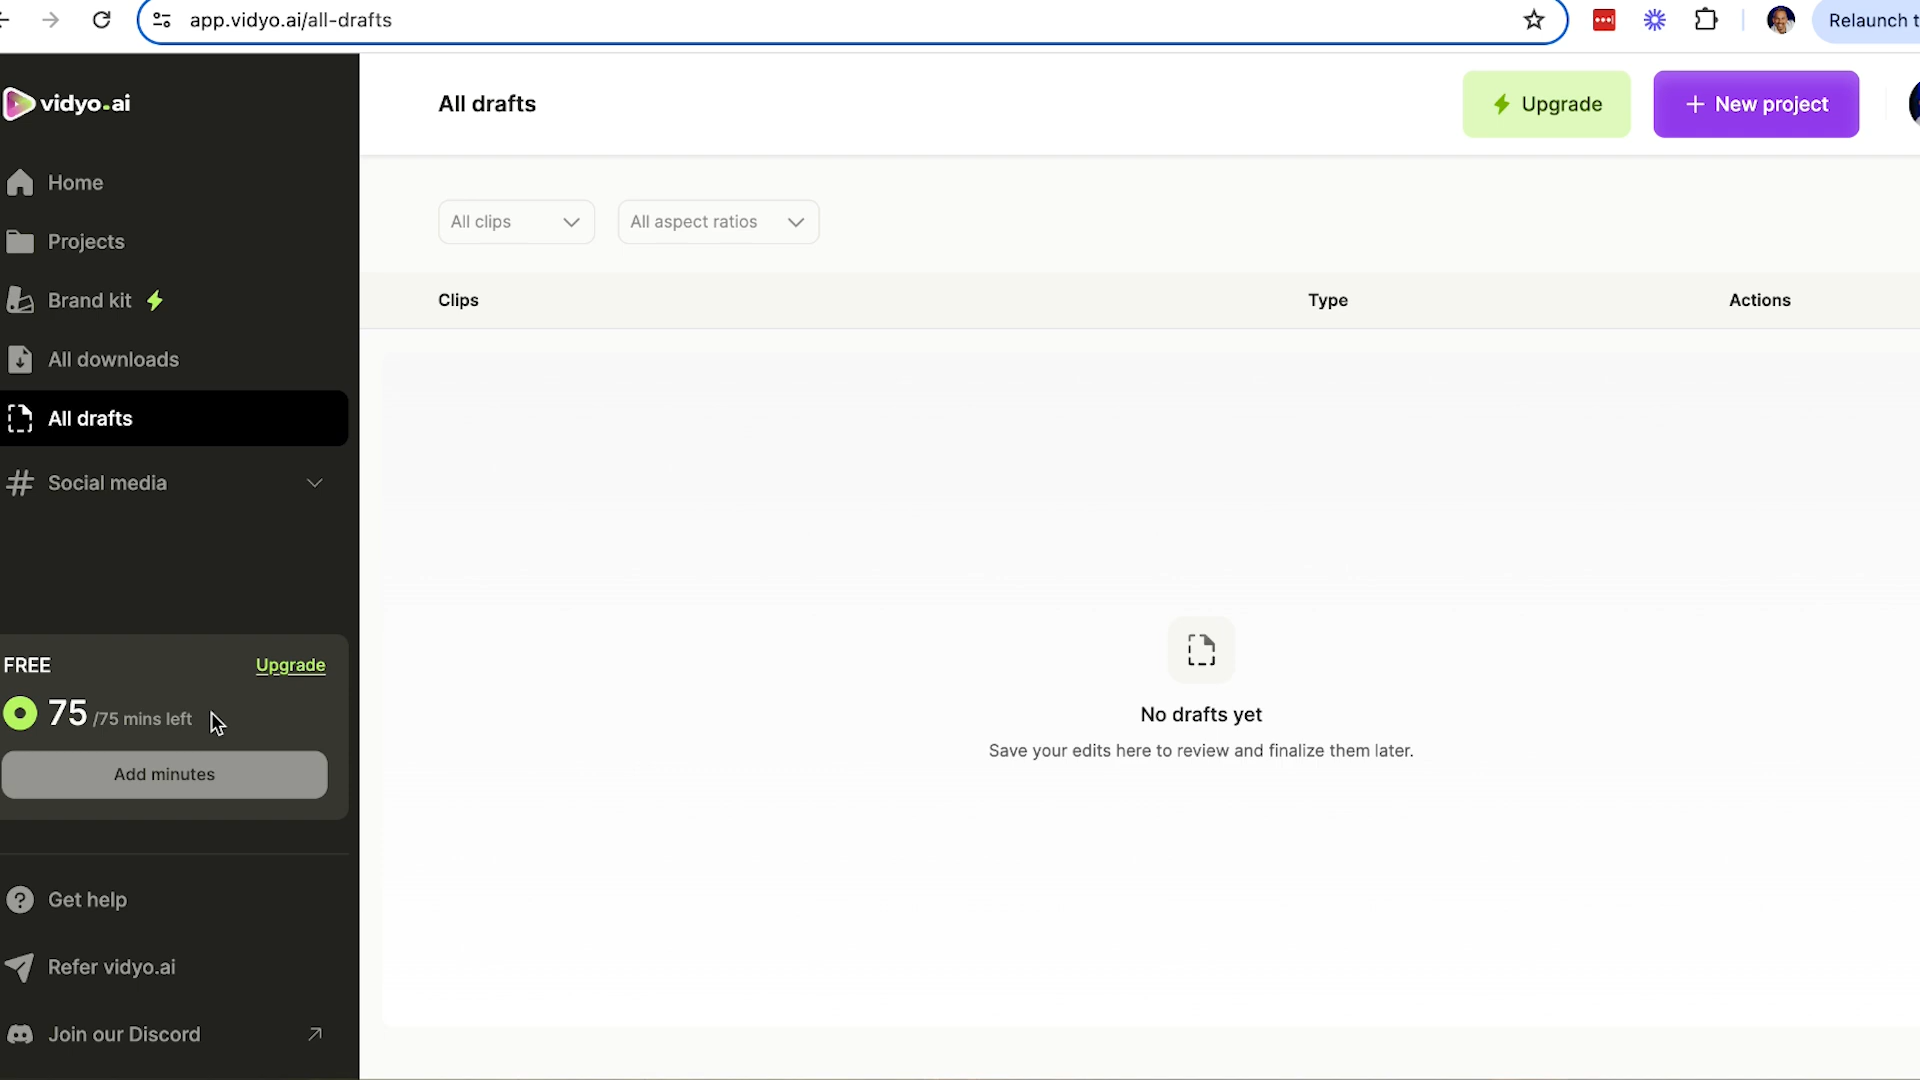 app.vidyo.ai/all-drafts
Relaunch t
vidyo.ai
Home
Projects
Brand kit
All downloads
All drafts
Social media
FREE
Upgrade
75 /75 mins left
Add minutes
Get help
Refer vidyo.ai
Join our Discord
All drafts
Upgrade
+ New project
All clips
All aspect ratios
Clips
Type
Actions
No drafts yet
Save your edits here to review and finalize them later.